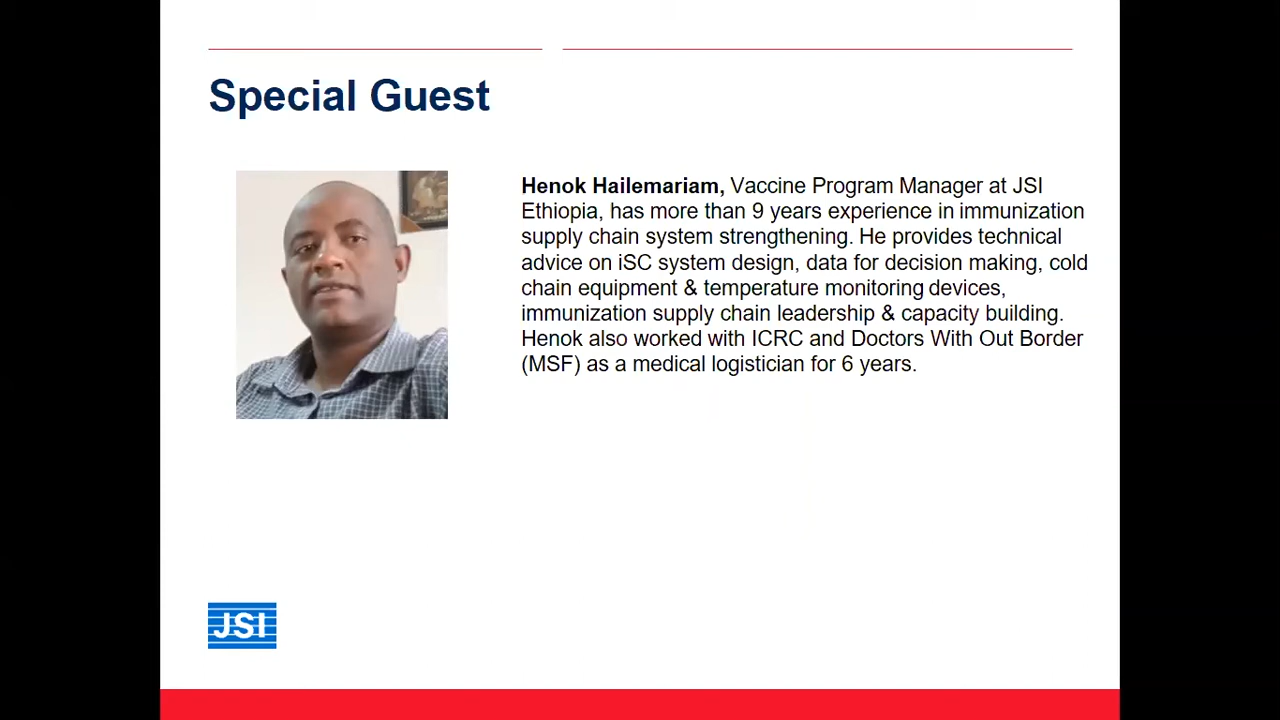 Special Guest
Henok Hailemariam, Vaccine Program Manager at JSI
Ethiopia, has more than 9 years experience in immunization
supply chain system strengthening. He provides technical
advice on iSC system design, data for decision making, cold
chain equipment & temperature monitoring devices,
immunization supply chain leadership & capacity building.
Henok also worked with ICRC and Doctors With Out Border
(MSF) as a medical logistician for 6 years.
JSI